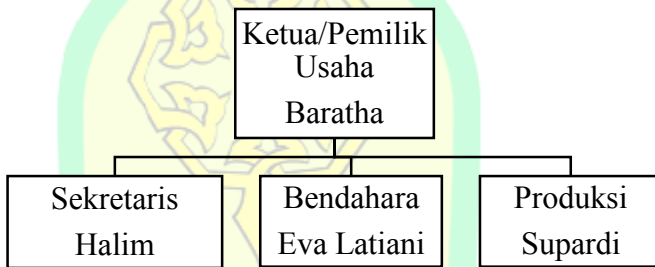 Ketua/Pemilik
Usaha
Baratha
Sekretaris
Halim
Bendahara
Eva Latiani
Produksi
Supardi